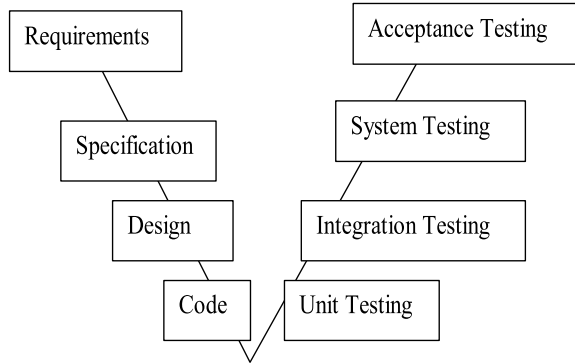 Requirements
Acceptance Testing
Specification
System Testing
Design
Integration Testing
Code
Unit Testing